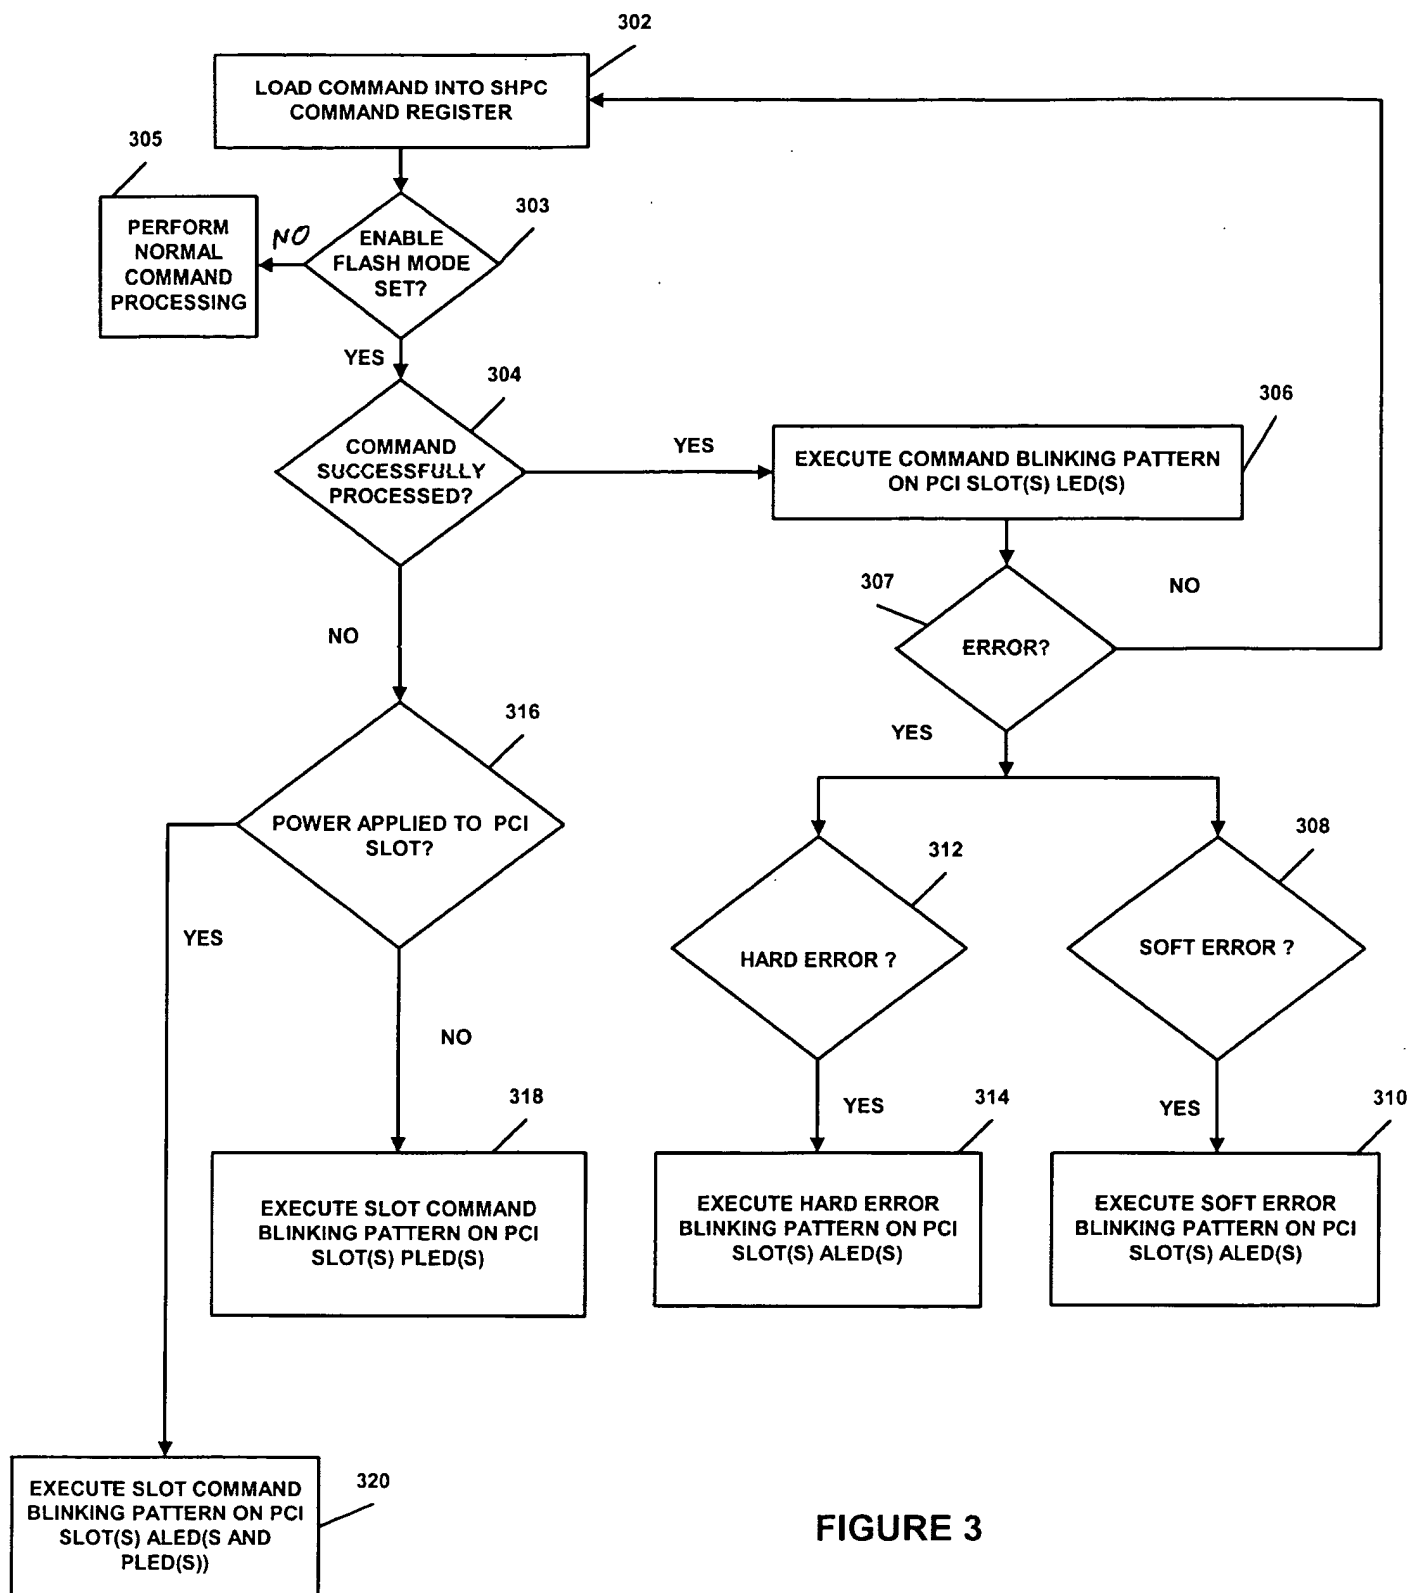 302
LOAD COMMAND INTO SHPC
COMMAND REGISTER
305
PERFORM
NORMAL
COMMAND
PROCESSING
NO
303
ENABLE
FLASH MODE
SET?
YES
304
COMMAND
SUCCESSFULLY
PROCESSED?
YES
306
EXECUTE COMMAND BLINKING PATTERN
ON PCI SLOT(S) LED(S)
307
NO
ERROR?
NO
YES
316
POWER APPLIED TO PCI
SLOT?
YES
NO
312
HARD ERROR ?
308
SOFT ERROR ?
YES
YES
318
EXECUTE SLOT COMMAND
BLINKING PATTERN ON PCI
SLOT(S) PLED(S)
314
EXECUTE HARD ERROR
BLINKING PATTERN ON PCI
SLOT(S) ALED(S)
310
EXECUTE SOFT ERROR
BLINKING PATTERN ON PCI
SLOT(S) ALED(S)
320
EXECUTE SLOT COMMAND
BLINKING PATTERN ON PCI
SLOT(S) ALED(S AND
PLED(S))
FIGURE 3